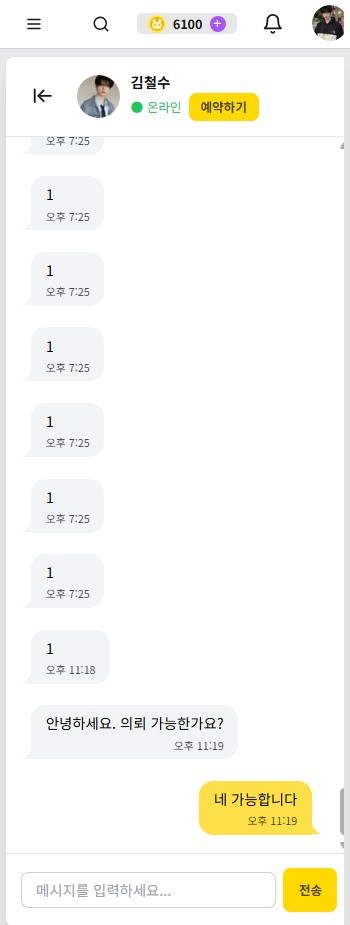 6100
김철수
온라인
예약하기
오후 7:25
1
오후 7:25
1
오후 7:25
1
오후 7:25
1
오후 7:25
1
오후 7:25
1
오후 7:25
1
오후 11:18
안녕하세요. 의뢰 가능한가요?
오후 11:19
네 가능합니다
오후 11:19
메시지를 입력하세요...
전송